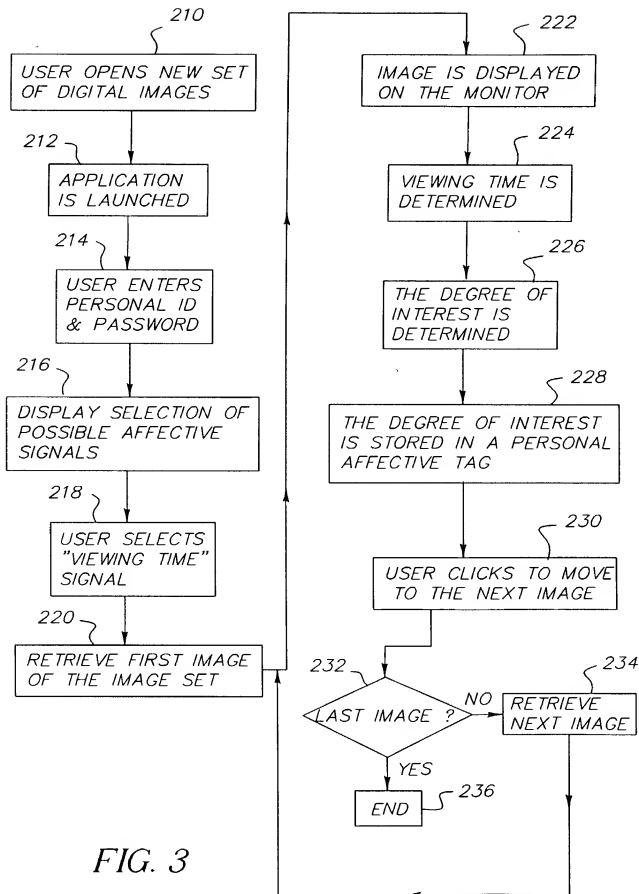 210
USER OPENS NEW SET
OF DIGITAL IMAGES
212
APPLICATION
IS LAUNCHED
214
USER ENTERS
PERSONAL ID
& PASSWORD
216
DISPLAY SELECTION OF
POSSIBLE AFFECTIVE
SIGNALS
218
USER SELECTS
"VIEWING TIME"
SIGNAL
220
RETRIEVE FIRST IMAGE
OF THE IMAGE SET
222
IMAGE IS DISPLAYED
ON THE MONITOR
224
VIEWING TIME IS
DETERMINED
226
THE DEGREE OF
INTEREST IS
DETERMINED
228
THE DEGREE OF INTEREST
IS STORED IN A PERSONAL
AFFECTIVE TAG
230
USER CLICKS TO MOVE
TO THE NEXT IMAGE
232
LAST IMAGE ?
NO
234
RETRIEVE
NEXT IMAGE
YES
END
236
FIG. 3